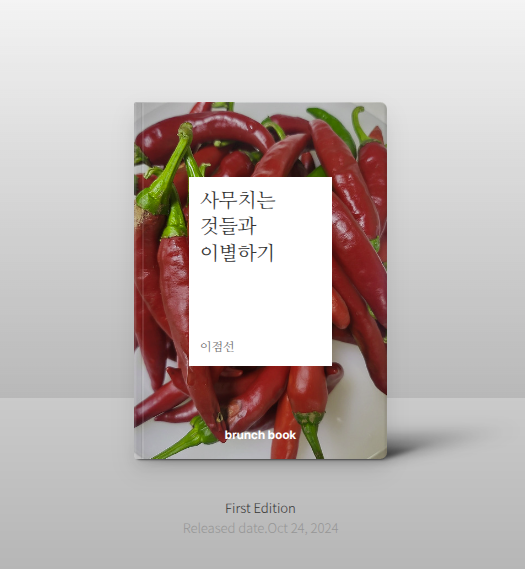 사무치는
것들과
이별하기
이점선
brunch book
First Edition
Released date.Oct 24, 2024